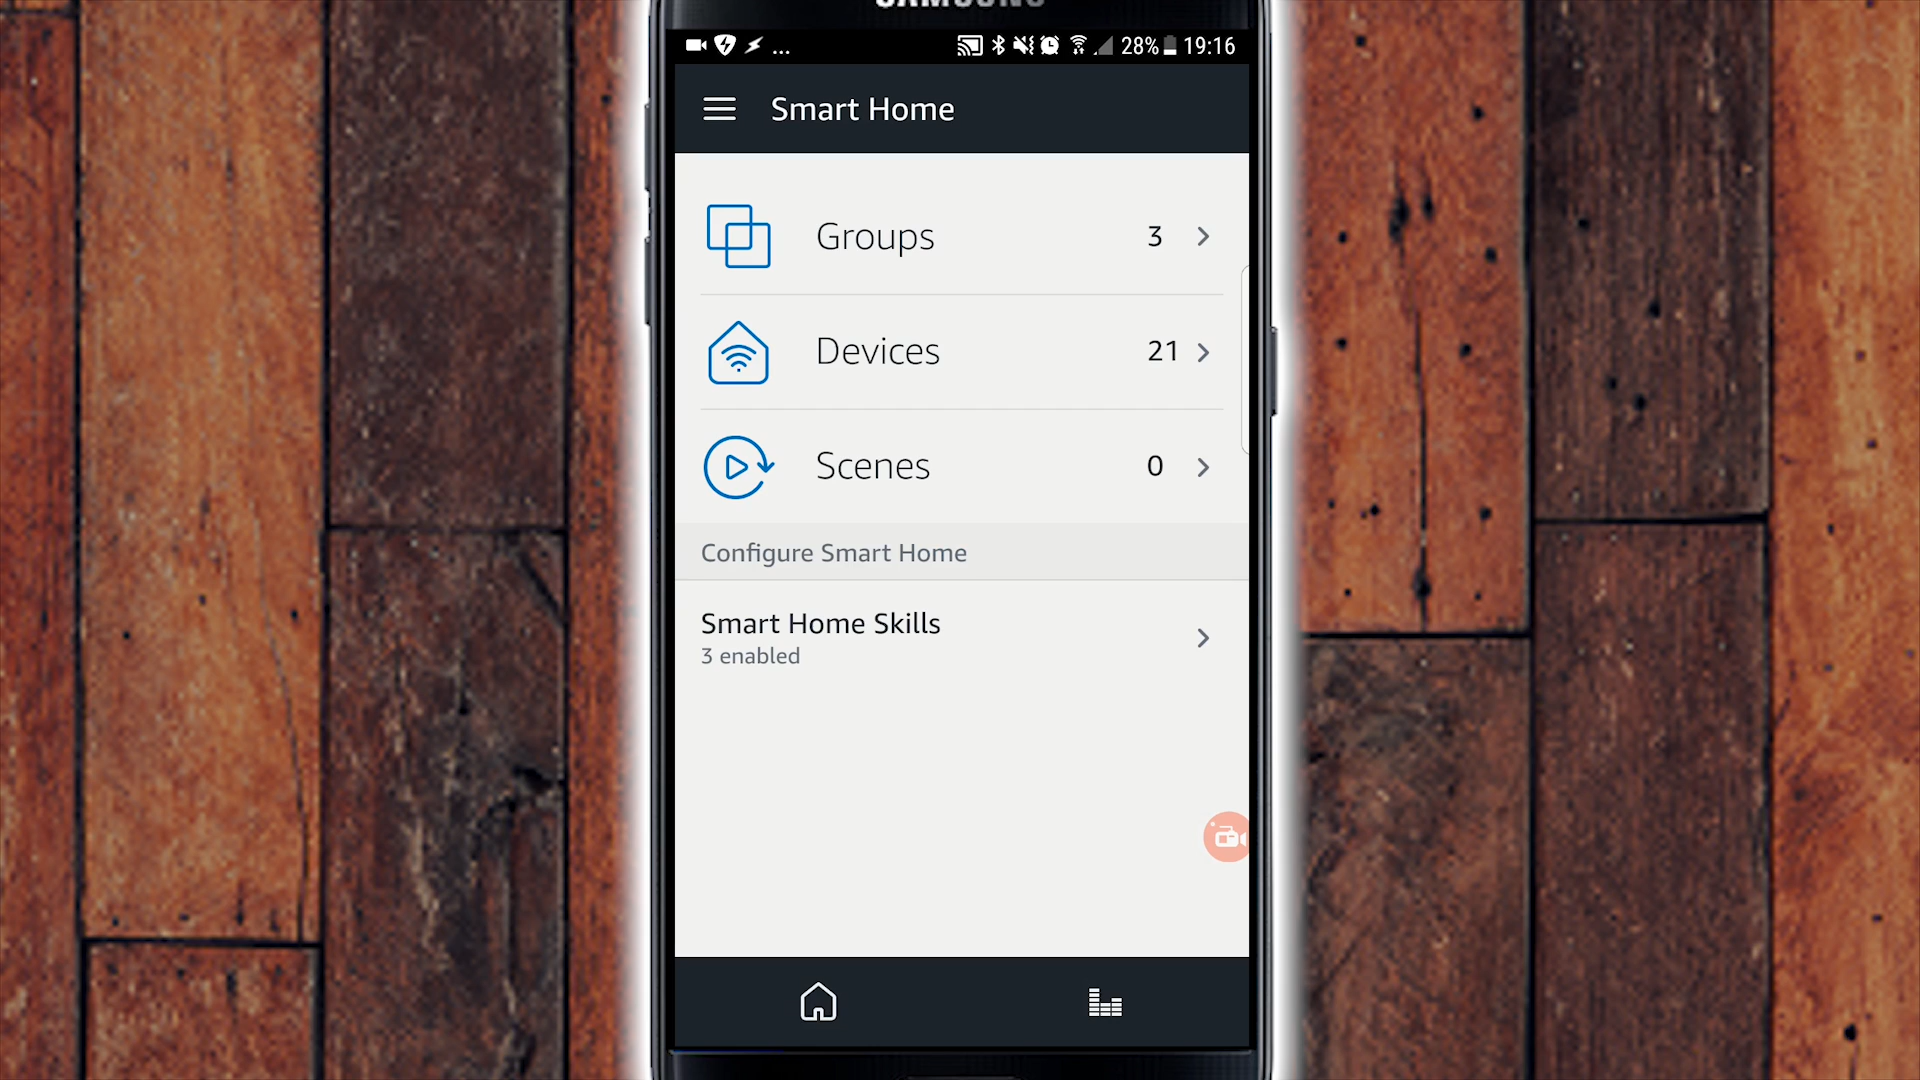 SAMSUNG
... 28% 19:16
Smart Home
Groups 3
Devices 21
Scenes 0
Configure Smart Home
Smart Home Skills
3 enabled